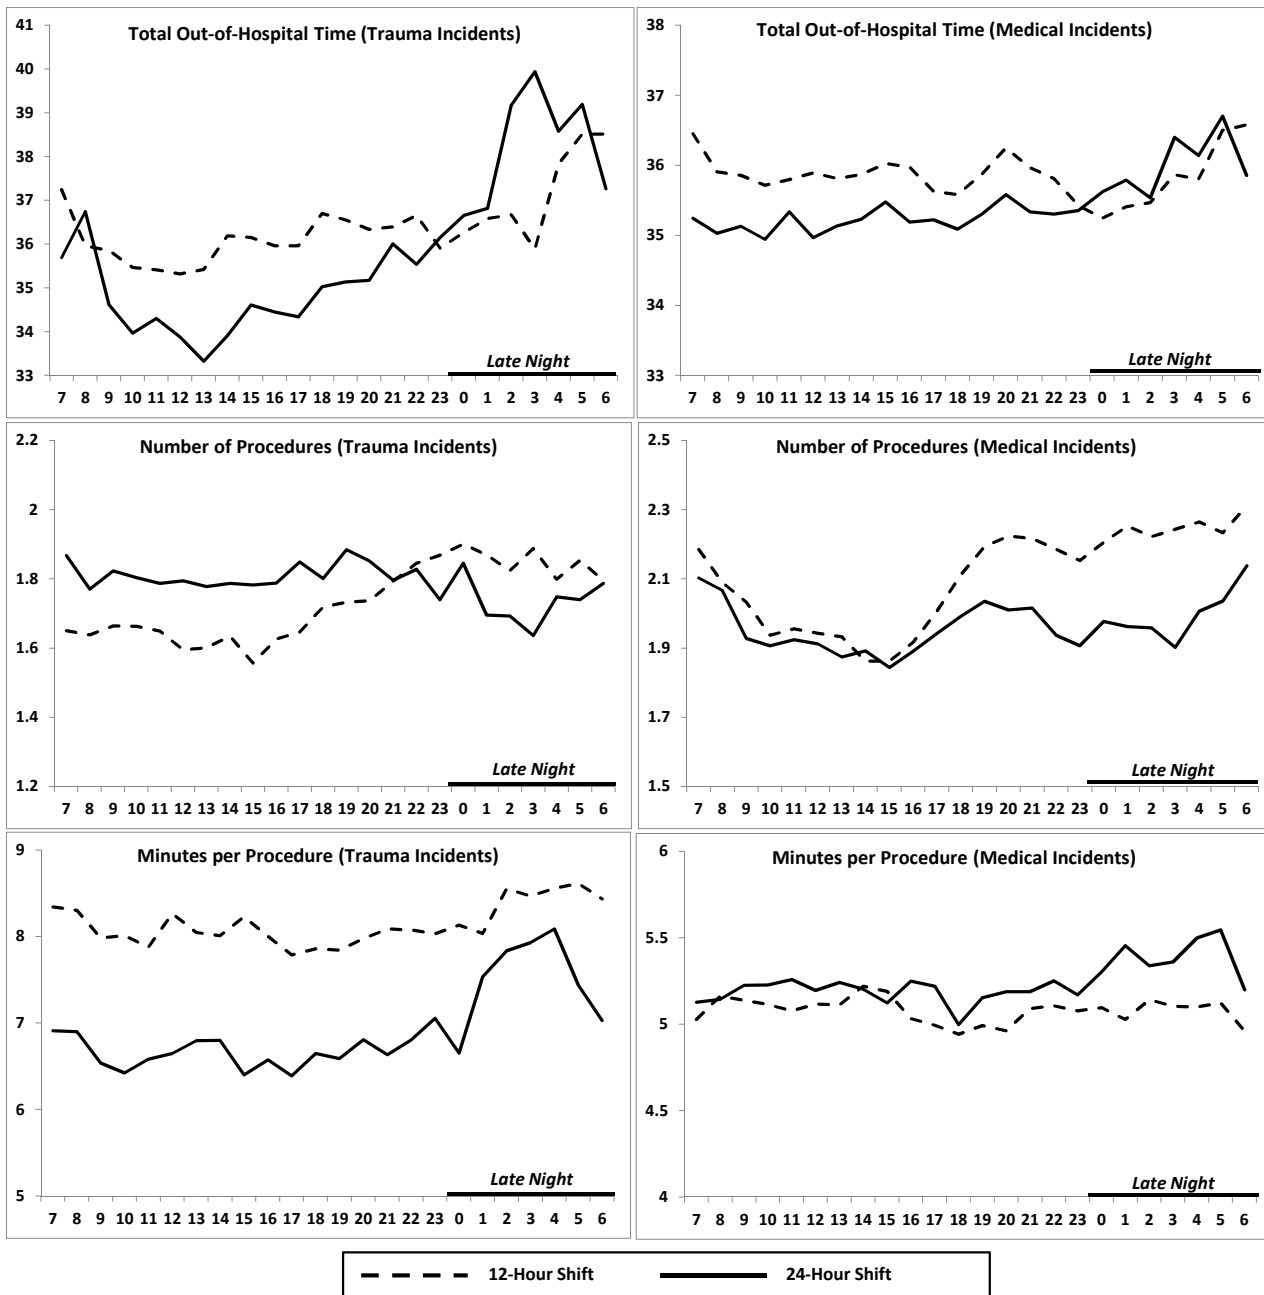 Total Out-of-Hospital Time (Trauma Incidents)
41
40
39
38
37
36
35
34
33
Late Night
7 8 9 10 11 12 13 14 15 16 17 18 19 20 21 22 23 0 1 2 3 4 5 6
Total Out-of-Hospital Time (Medical Incidents)
38
37
36
35
34
33
Late Night
7 8 9 10 11 12 13 14 15 16 17 18 19 20 21 22 23 0 1 2 3 4 5 6
Number of Procedures (Trauma Incidents)
2.2
2
1.8
1.6
1.4
1.2
Late Night
7 8 9 10 11 12 13 14 15 16 17 18 19 20 21 22 23 0 1 2 3 4 5 6
Number of Procedures (Medical Incidents)
2.5
2.3
2.1
1.9
1.7
1.5
Late Night
7 8 9 10 11 12 13 14 15 16 17 18 19 20 21 22 23 0 1 2 3 4 5 6
Minutes per Procedure (Trauma Incidents)
9
8
7
6
5
Late Night
7 8 9 10 11 12 13 14 15 16 17 18 19 20 21 22 23 0 1 2 3 4 5 6
Minutes per Procedure (Medical Incidents)
6
5.5
5
4.5
4
Late Night
7 8 9 10 11 12 13 14 15 16 17 18 19 20 21 22 23 0 1 2 3 4 5 6
12-Hour Shift 24-Hour Shift